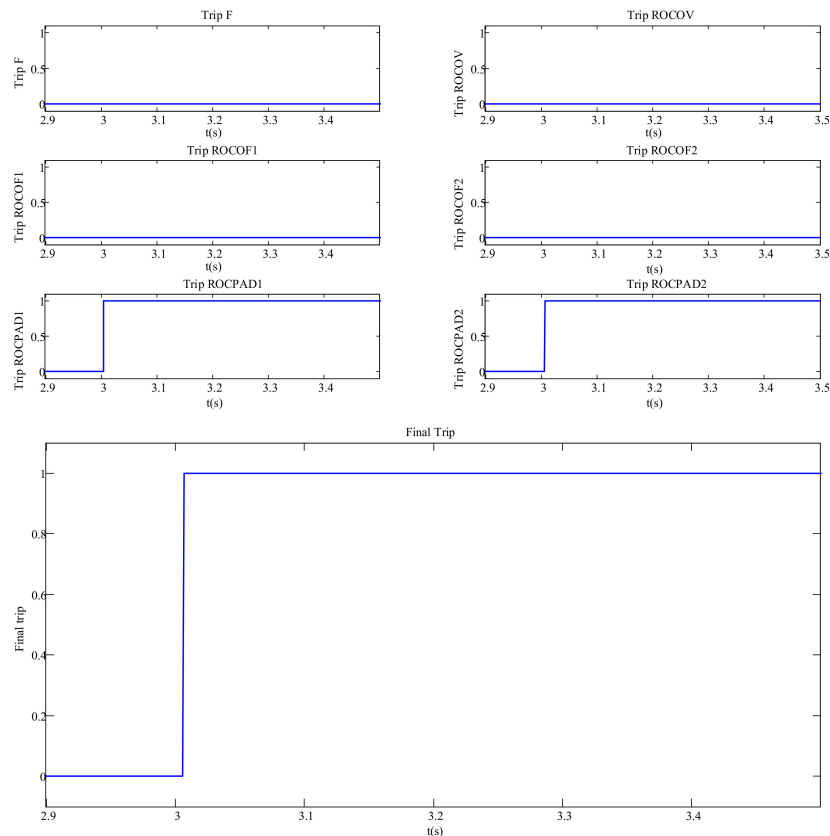 Trip F
Trip F
1
0.5
0
2.9 3 3.1 3.2 3.3 3.4
t(s)
Trip ROCOV
Trip ROCOV
1
0.5
0
2.9 3 3.1 3.2 3.3 3.4 3.5
t(s)
Trip ROCOF1
Trip ROCOF1
1
0.5
0
2.9 3 3.1 3.2 3.3 3.4
t(s)
Trip ROCOF2
Trip ROCOF2
1
0.5
0
2.9 3 3.1 3.2 3.3 3.4 3.5
t(s)
Trip ROCPAD1
Trip ROCPAD1
1
0.5
0
2.9 3 3.1 3.2 3.3 3.4
t(s)
Trip ROCPAD2
Trip ROCPAD2
1
0.5
0
2.9 3 3.1 3.2 3.3 3.4 3.5
t(s)
Final Trip
Final trip
1
0.8
0.6
0.4
0.2
0
2.9 3 3.1 3.2 3.3 3.4
t(s)